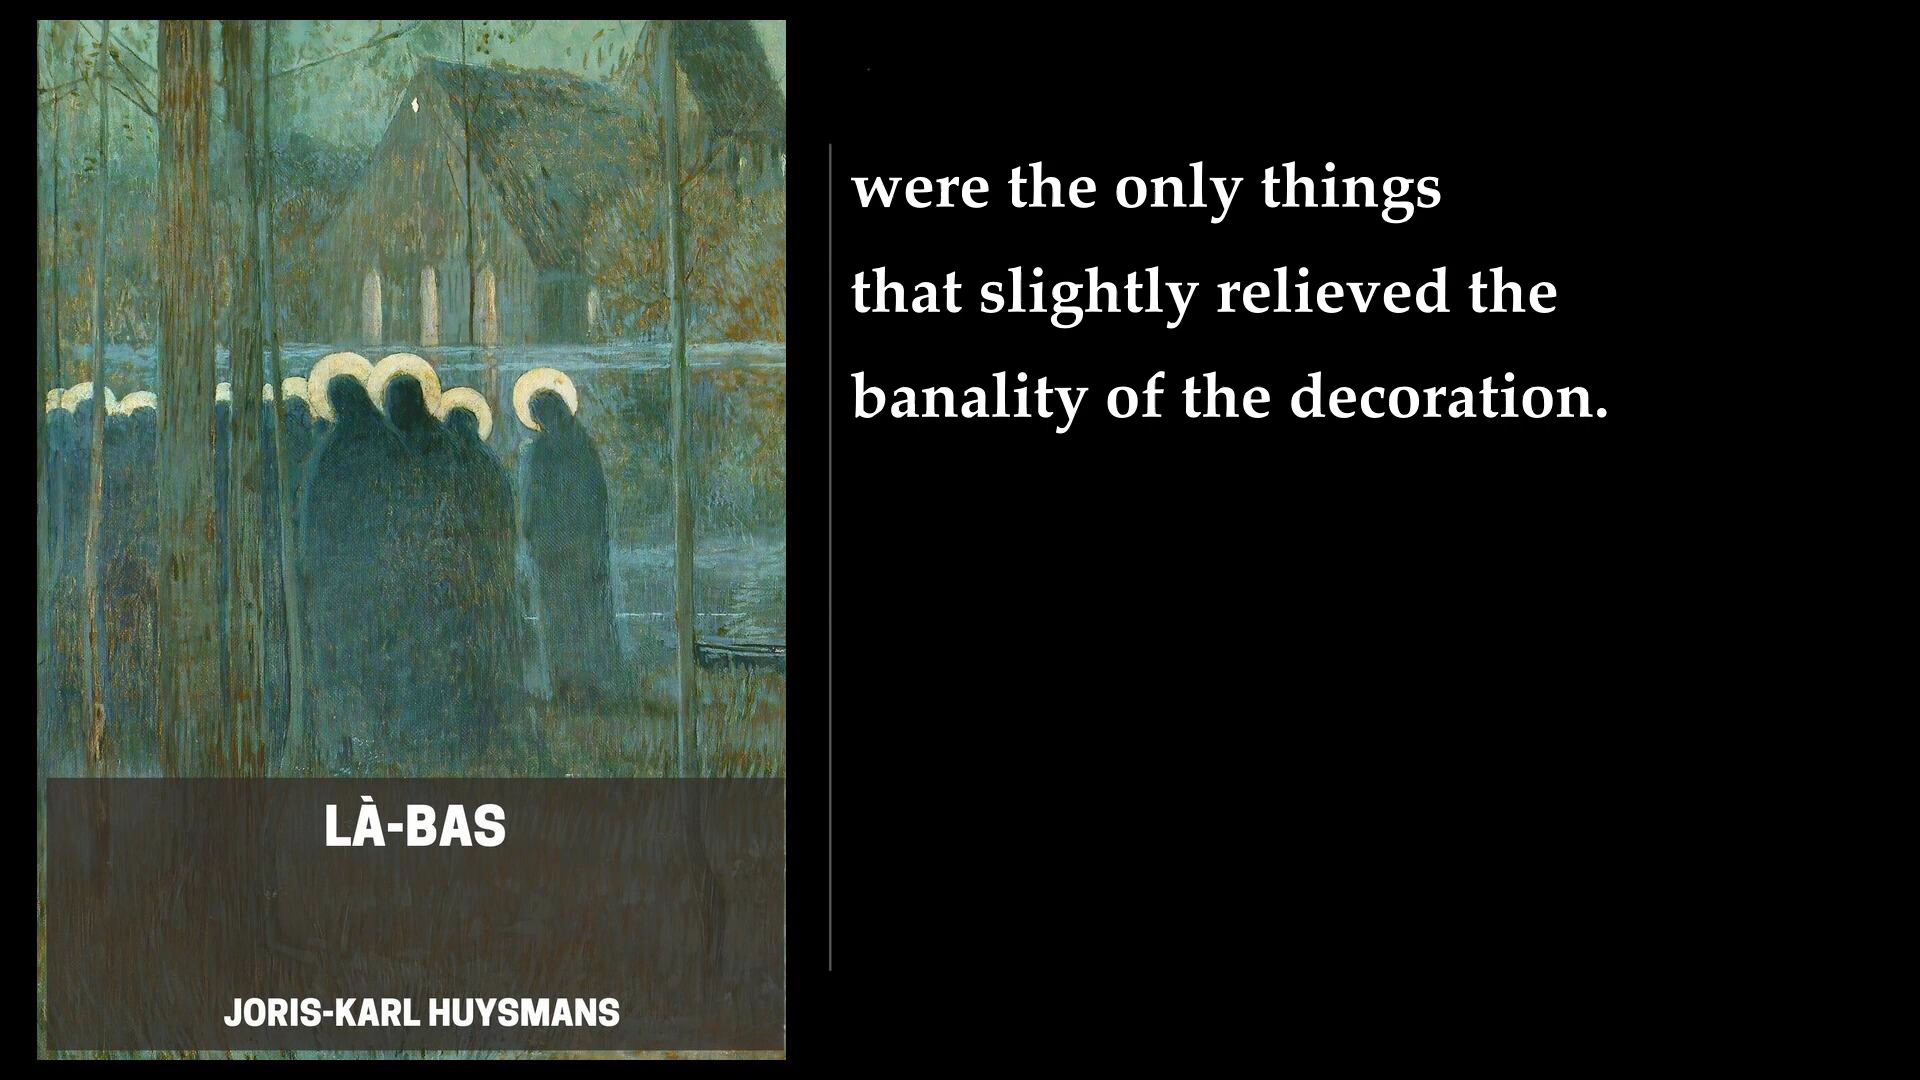 LÀ-BAS
JORIS-KARL HUYSMANS
were the only things
that slightly relieved the
banality of the decoration.